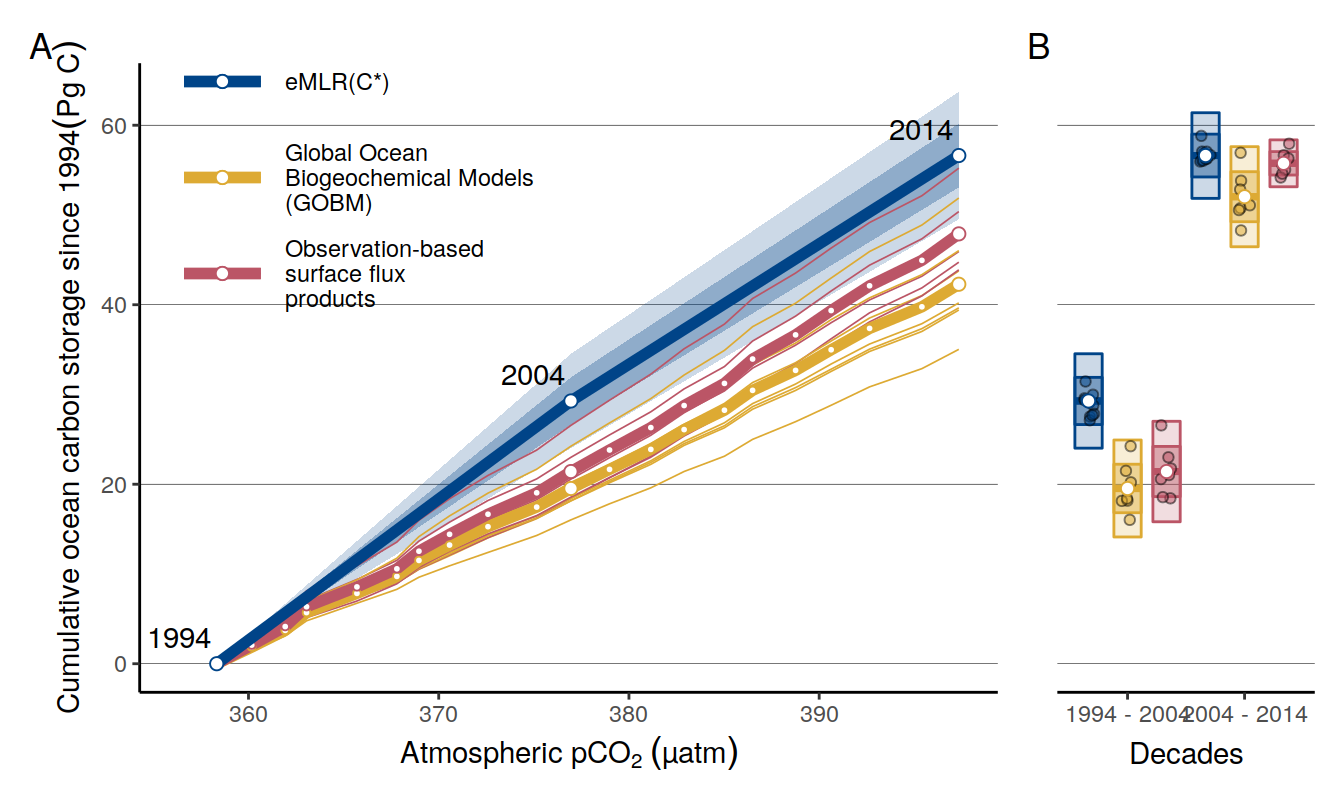 A
B
Cumulative ocean carbon storage since 1994(Pg C)
eMLR(C*)
Global Ocean
Biogeochemical Models
(GOBM)
Observation-based
surface flux
products
1994
2004
2014
60
40
20
0
360
370
380
390
Atmospheric pCO₂ (µatm)
1994 - 2004
2004 - 2014
Decades